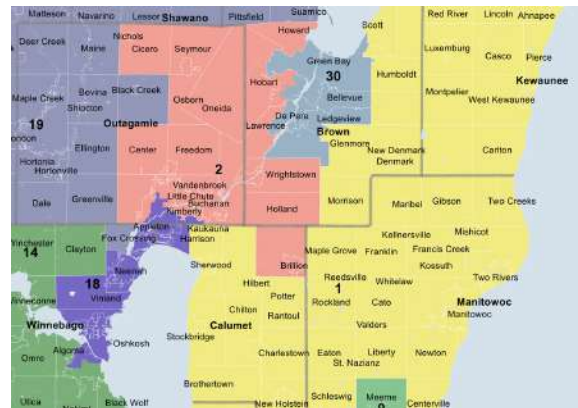 Matteson Navarino Lessor Shawano Pittsfield Suamico Scott Red River Lincoln Ahnapee
Nichols Howard
Deer Creek Maine Cicero Seymour Green Bay Luxemburg Casco Pierce
30 Humboldt Kewaunee
Bovina Black Creek Hobart Bellevue Montpelier
Maple Creek Shiocton Osborn Oneida West Kewaunee
19 Outagamie De Pere Ledgeview
Lawrence Brown
Ellington Center Freedom Glenmore New Denmark Carlton
Hortonia Denmark
Hortonville 2 Wrightstown
Vandenbroek
Dale Greenville Little Chute Buchanan Holland Morrison Maribel Gibson Two Creeks
Kimberly
Appleton Kaukauna Kellnersville Mishicot
14 Clayton Fox Crossing Harrison Maple Grove Franklin Francis Creek
Sherwood Brillion Kossuth
Neenah Reedsville Two Rivers
18 Hilbert 1 Whitelaw
Vinland Potter Rockland Cato Manitowoc
Chilton Rantoul Manitowoc
Winnebago Calumet Valders
Oshkosh Stockbridge
Omro Algoma Charlestown Eaton Liberty Newton
St. Nazianz
Brothertown Schleswig Meeme
Utica Black Wolf New Holstein Centerville